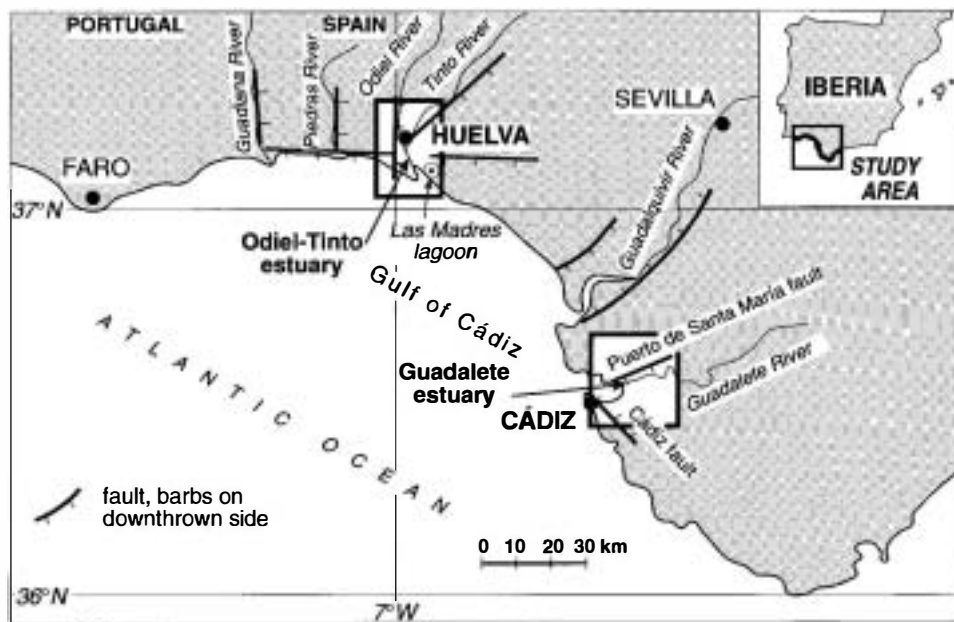 PORTUGAL
SPAIN
Guadiana River
Piedras River
Odiel River
Tinto River
HUELVA
SEVILLA
IBERIA
STUDY
AREA
FARO
37°N
Odiel-Tinto
estuary
Las Madres
lagoon
Guadalquivir River
Gulf of Cádiz
ATLANTIC OCEAN
Puerto de Santa María fault
Guadalete River
Guadalete
estuary
CÁDIZ
Cádiz fault
fault, barbs on
downthrown side
0 10 20 30 km
36°N
7°W